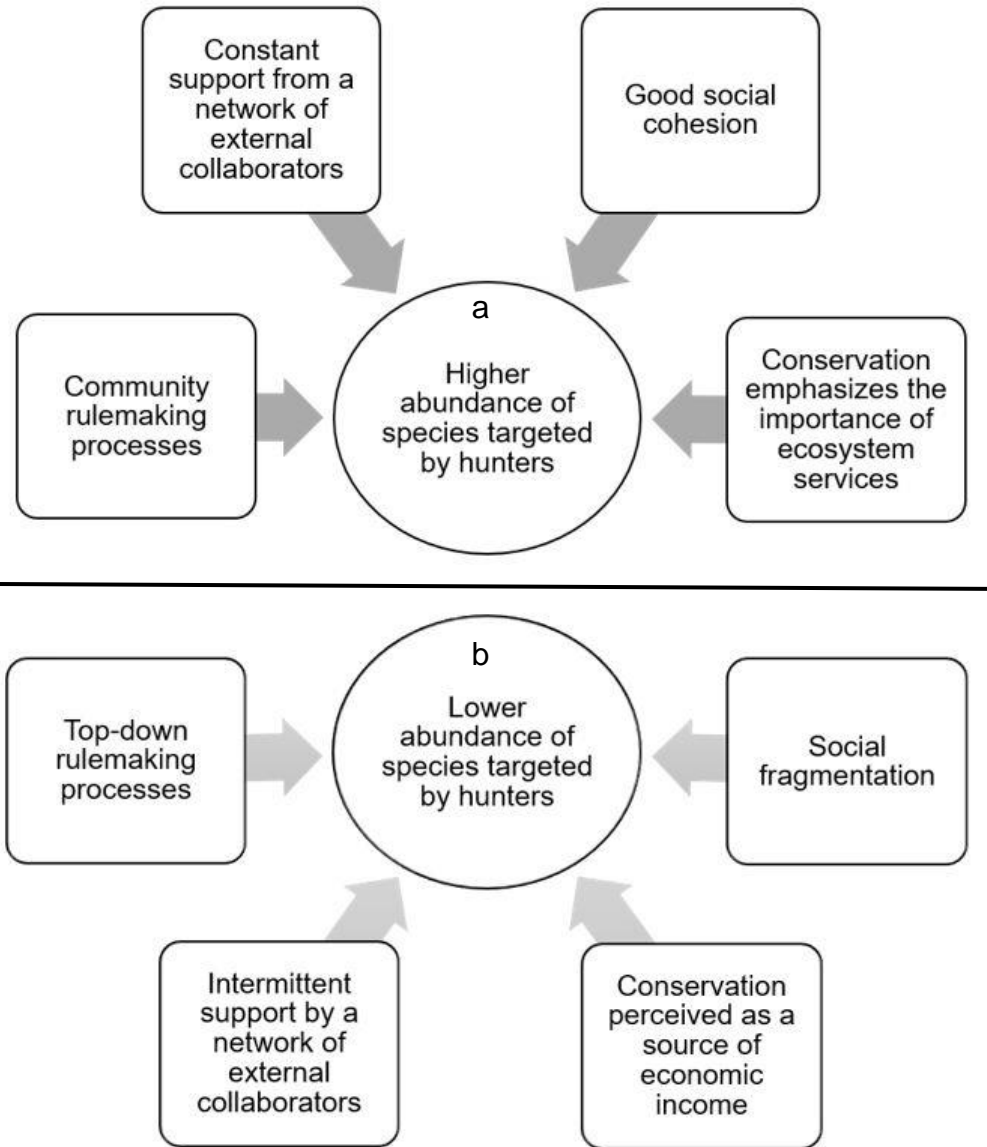 Constant
support from a
network of
external
collaborators
Good social
cohesion
Community
rulemaking
processes
a
Higher
abundance of
species targeted
by hunters
Conservation
emphasizes the
importance of
ecosystem
services
Top-down
rulemaking
processes
b
Lower
abundance of
species targeted
by hunters
Social
fragmentation
Intermittent
support by a
network of
external
collaborators
Conservation
perceived as a
source of
economic
income